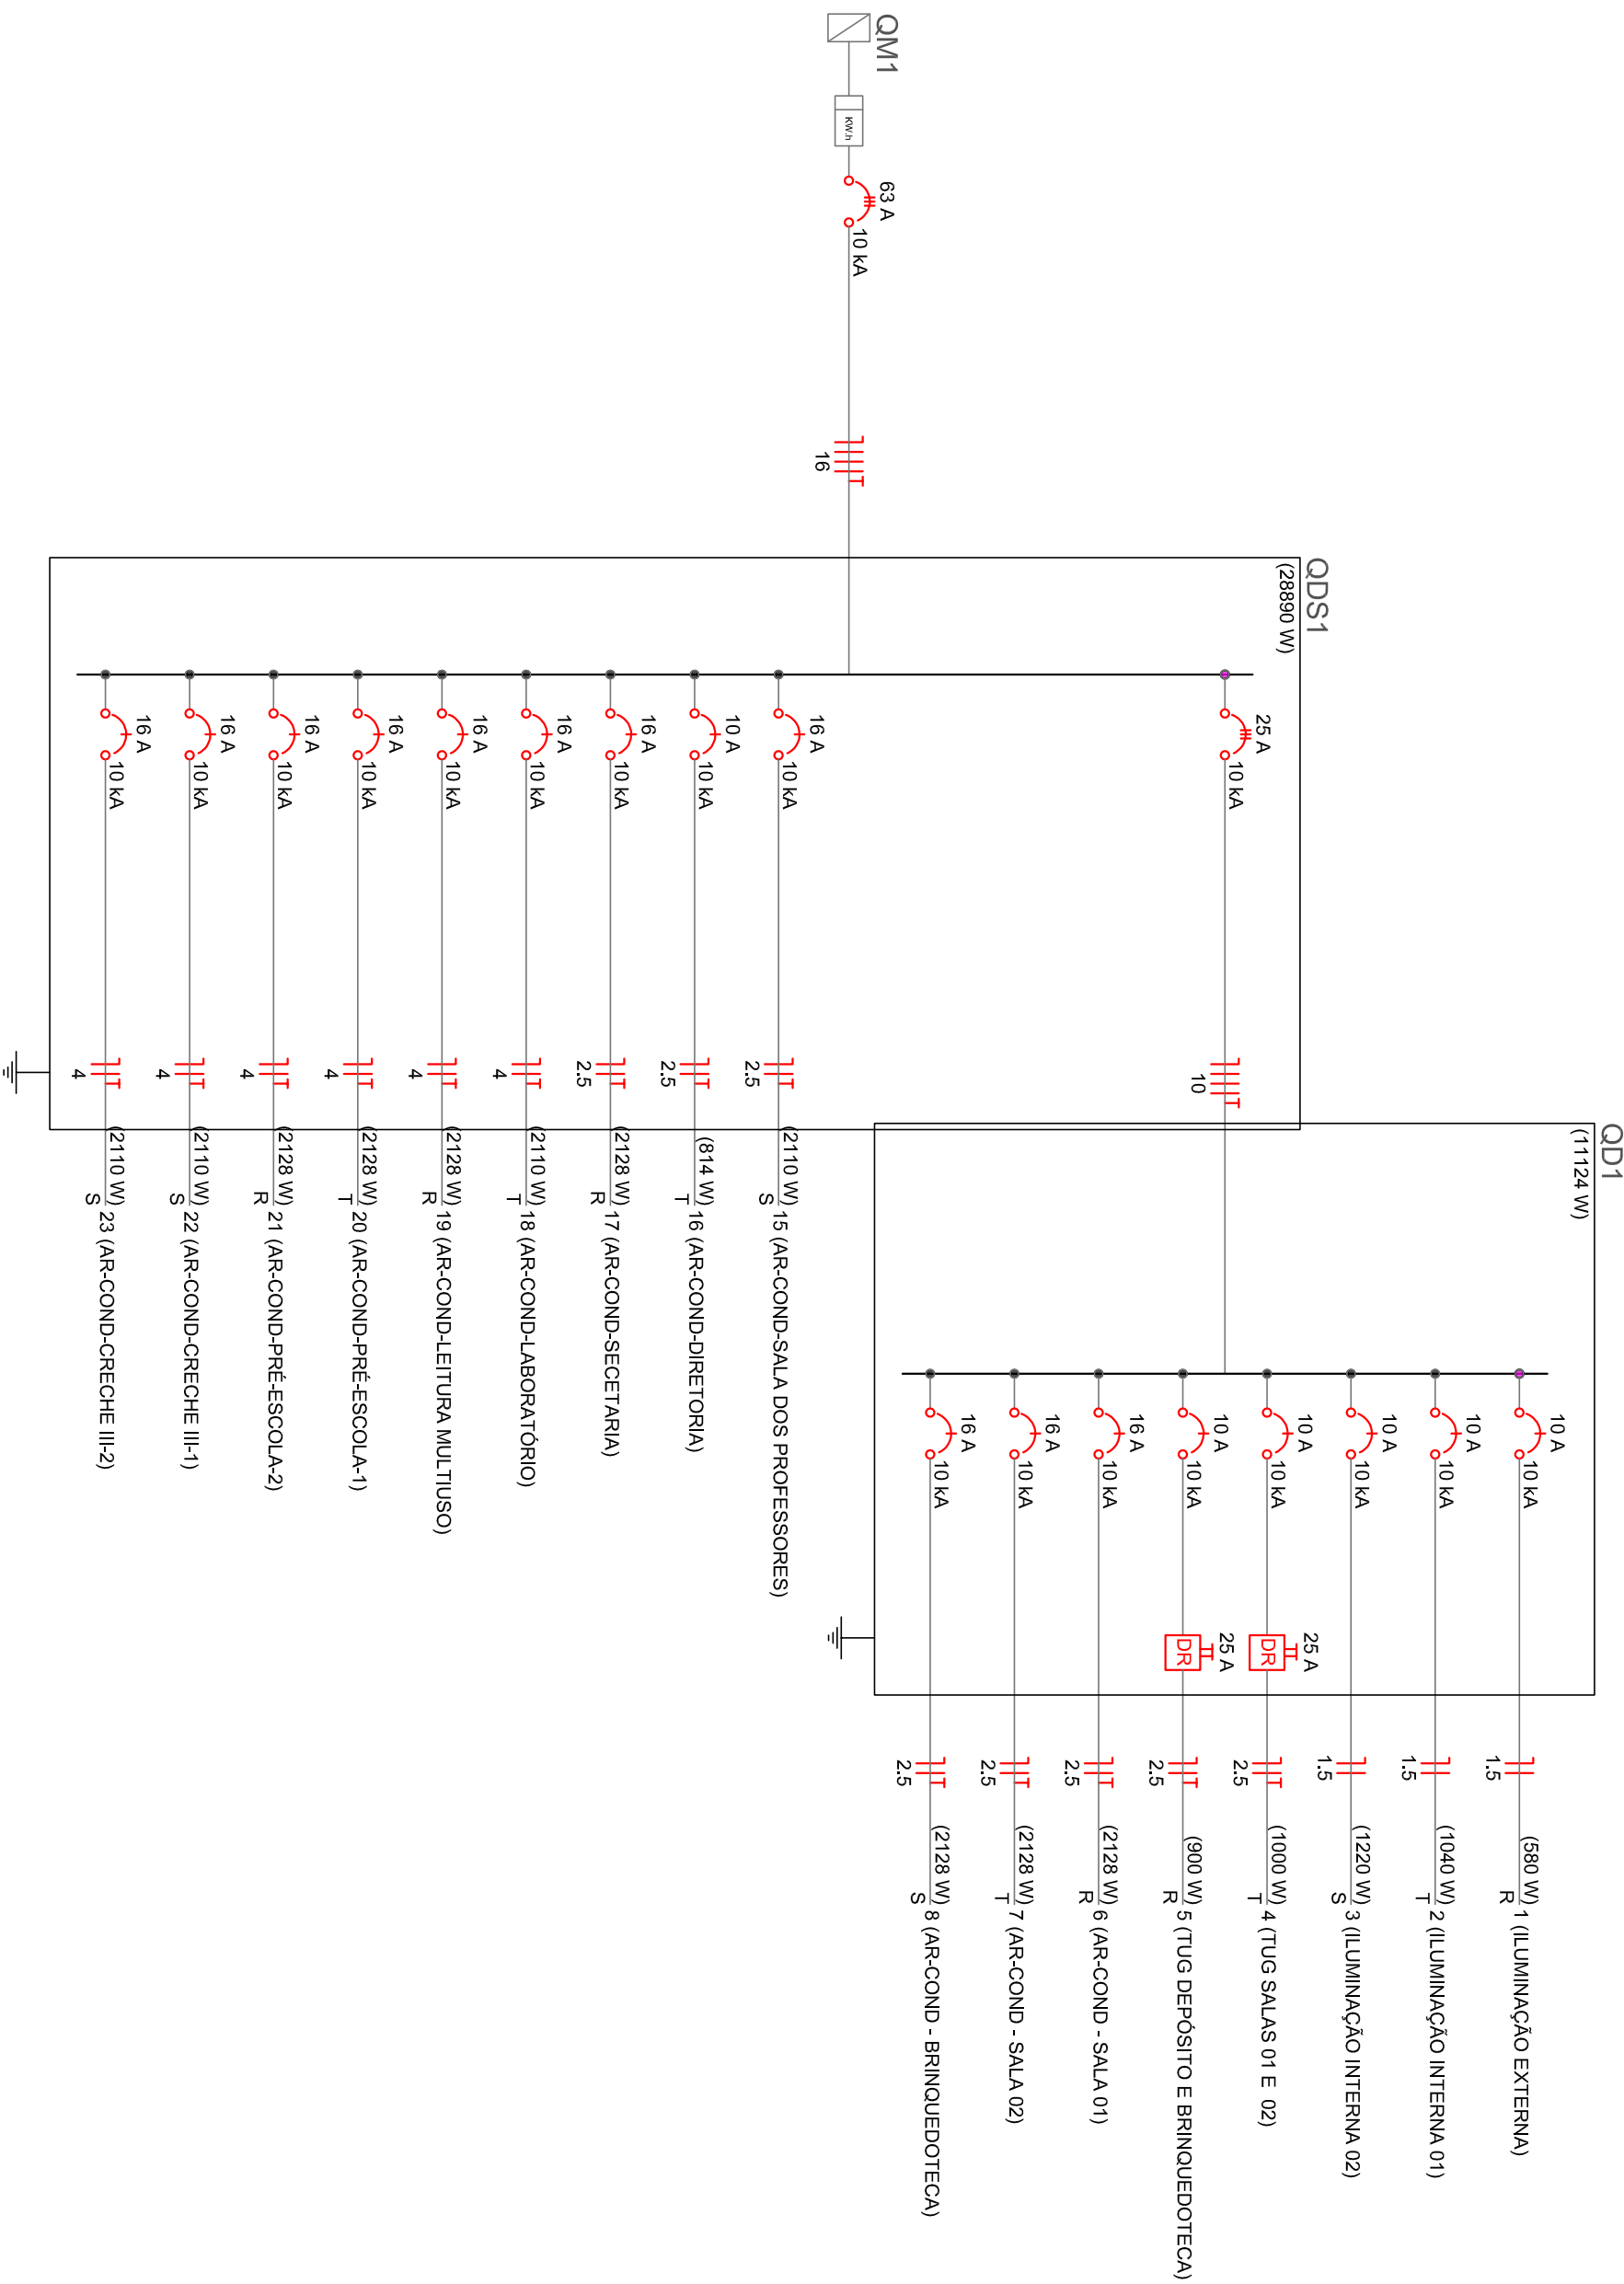 QM1
KW.h
63 A
10 kA
16
QDS1
(28890 W)
25 A
10 kA
10
QD1
(11124 W)
10 A
10 kA
1.5
(580 W)
R
1 (ILUMINAÇÃO EXTERNA)
10 A
10 kA
1.5
(1040 W)
T
2 (ILUMINAÇÃO INTERNA 01)
10 A
10 kA
1.5
(1220 W)
S
3 (ILUMINAÇÃO INTERNA 02)
10 A
10 kA
DR
25 A
2.5
(1000 W)
T
4 (TUG SALAS 01 E 02)
10 A
10 kA
DR
25 A
2.5
(900 W)
R
5 (TUG DEPÓSITO E BRINQUEDOTECA)
16 A
10 kA
2.5
(2128 W)
R
6 (AR-COND - SALA 01)
16 A
10 kA
2.5
(2128 W)
T
7 (AR-COND - SALA 02)
16 A
10 kA
2.5
(2128 W)
S
8 (AR-COND - BRINQUEDOTECA)
16 A
10 kA
2.5
(2110 W)
S
15 (AR-COND-SALA DOS PROFESSORES)
10 A
10 kA
2.5
(814 W)
T
16 (AR-COND-DIRETORIA)
16 A
10 kA
2.5
(2128 W)
R
17 (AR-COND-SECETARIA)
16 A
10 kA
4
(2110 W)
T
18 (AR-COND-LABORATÓRIO)
16 A
10 kA
4
(2128 W)
R
19 (AR-COND-LEITURA MULTIUSO)
16 A
10 kA
4
(2128 W)
T
20 (AR-COND-PRÉ-ESCOLA-1)
16 A
10 kA
4
(2128 W)
R
21 (AR-COND-PRÉ-ESCOLA-2)
16 A
10 kA
4
(2110 W)
S
22 (AR-COND-CRECHE III-1)
16 A
10 kA
4
(2110 W)
S
23 (AR-COND-CRECHE III-2)